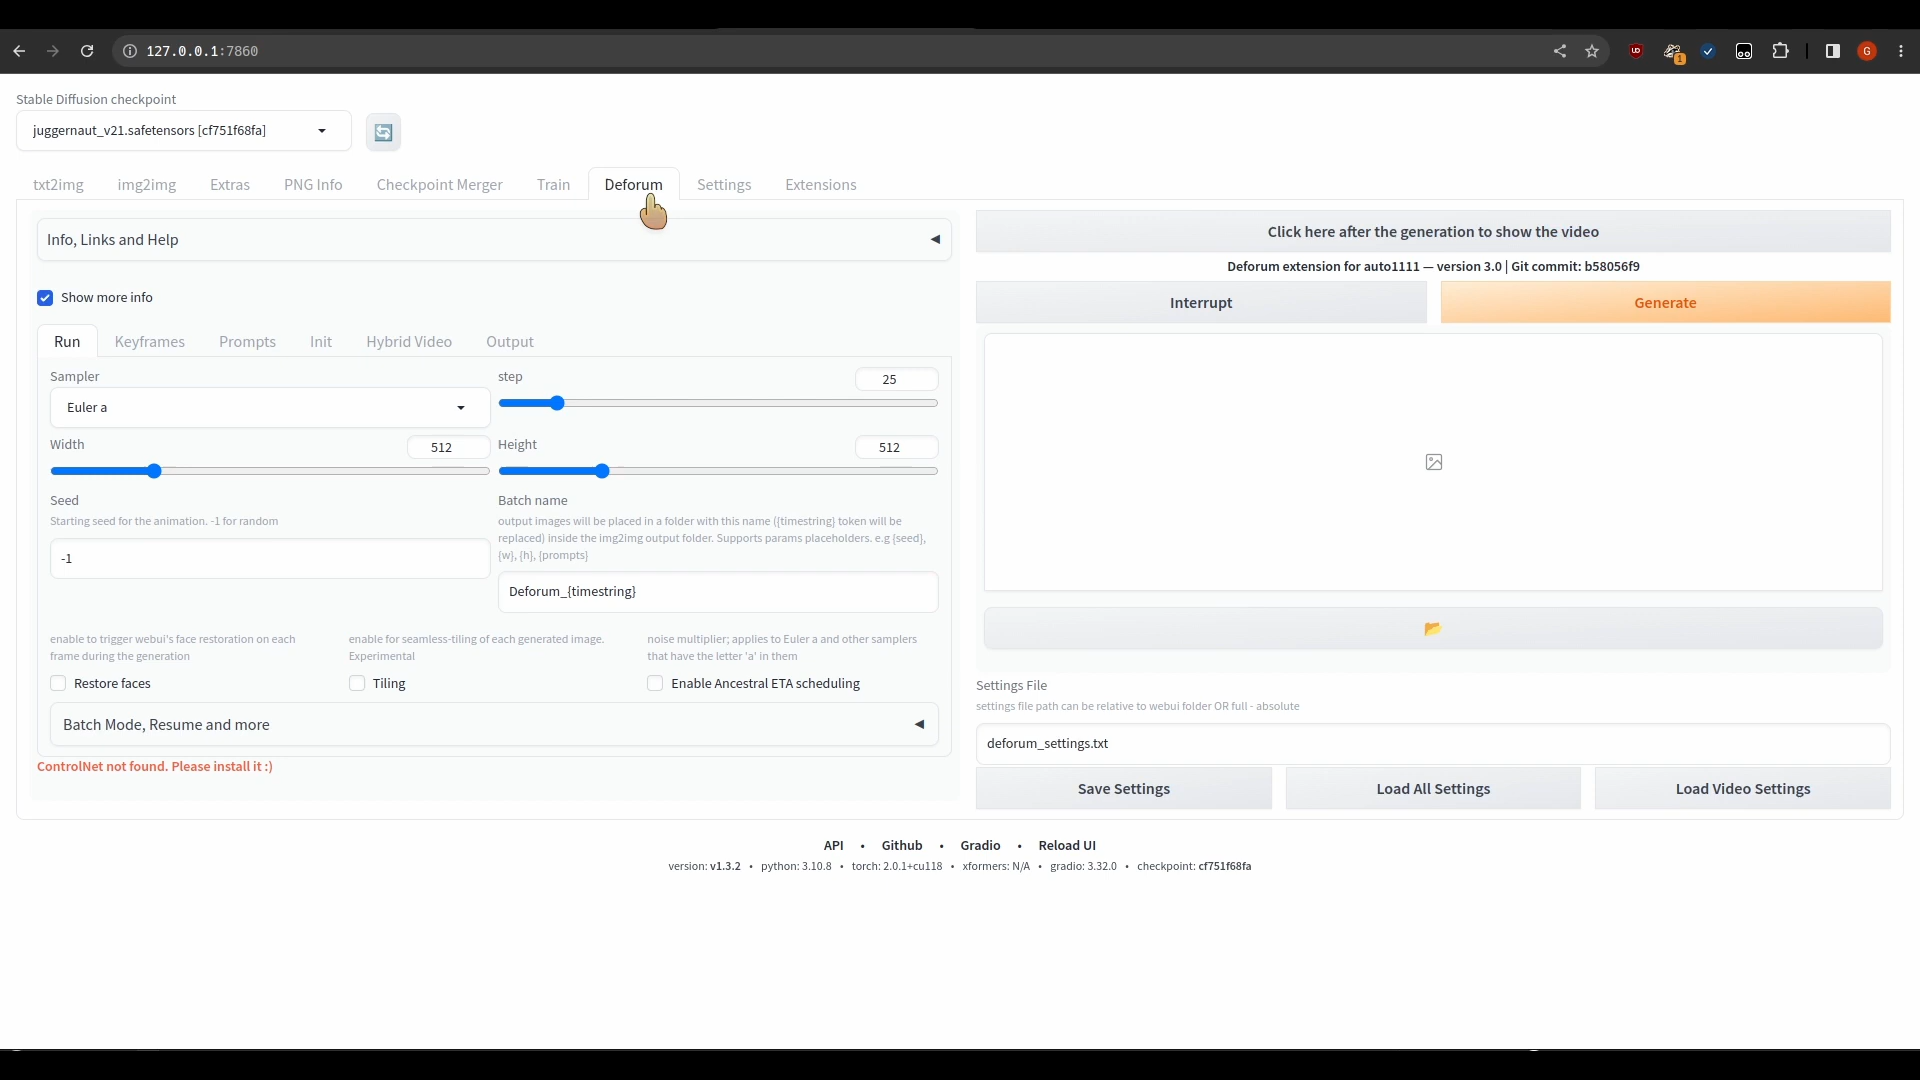 127.0.0.1:7860
1
G
Stable Diffusion checkpoint
juggernaut_v21.safetensors [cf751f68fa]
txt2img
img2img
Extras
PNG Info
Checkpoint Merger
Train
Deforum
Settings
Extensions
Info, Links and Help
Show more info
Run
Keyframes
Prompts
Init
Hybrid Video
Output
Sampler
Euler a
step
25
Width
512
Height
512
Seed
Starting seed for the animation. -1 for random
-1
Batch name
output images will be placed in a folder with this name ({timestring} token will be
replaced) inside the img2img output folder. Supports params placeholders. e.g {seed},
{w}, {h}, {prompts}
Deforum_{timestring}
enable to trigger webui's face restoration on each
frame during the generation
Restore faces
enable for seamless-tiling of each generated image.
Experimental
Tiling
noise multiplier; applies to Euler a and other samplers
that have the letter 'a' in them
Enable Ancestral ETA scheduling
Batch Mode, Resume and more
ControlNet not found. Please install it :)
Click here after the generation to show the video
Deforum extension for auto1111 — version 3.0 | Git commit: b58056f9
Interrupt
Generate
Settings File
settings file path can be relative to webui folder OR full - absolute
deforum_settings.txt
Save Settings
Load All Settings
Load Video Settings
API • Github • Gradio • Reload UI
version: v1.3.2 • python: 3.10.8 • torch: 2.0.1+cu118 • xformers: N/A • gradio: 3.32.0 • checkpoint: cf751f68fa